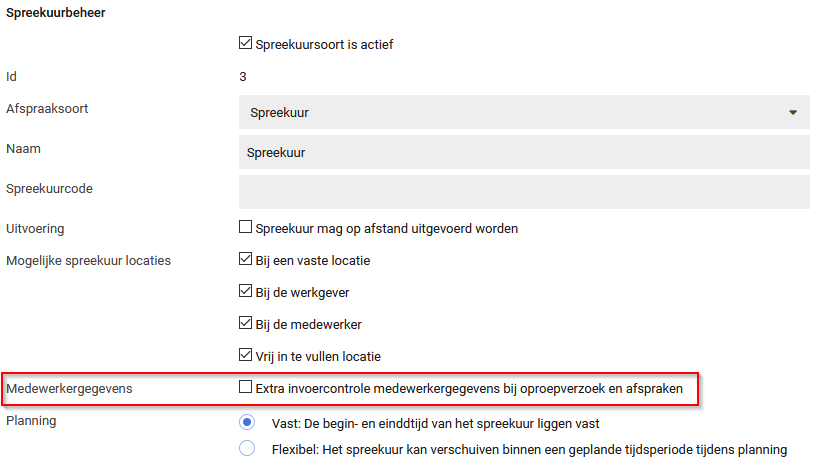 Spreekuurbeheer
Spreekuursoort is actief
Id 3
Afspraaksoort Spreekuur
Naam Spreekuur
Spreekuurcode
Uitvoering Spreekuur mag op afstand uitgevoerd worden
Mogelijke spreekuur locaties Bij een vaste locatie
Bij de werkgever
Bij de medewerker
Vrij in te vullen locatie
Medewerkergegevens Extra invoercontrole medewerkergegevens bij oproepverzoek en afspraken
Planning Vast: De begin- en einddtijd van het spreekuur liggen vast
Flexibel: Het spreekuur kan verschuiven binnen een geplande tijdsperiode tijdens planning